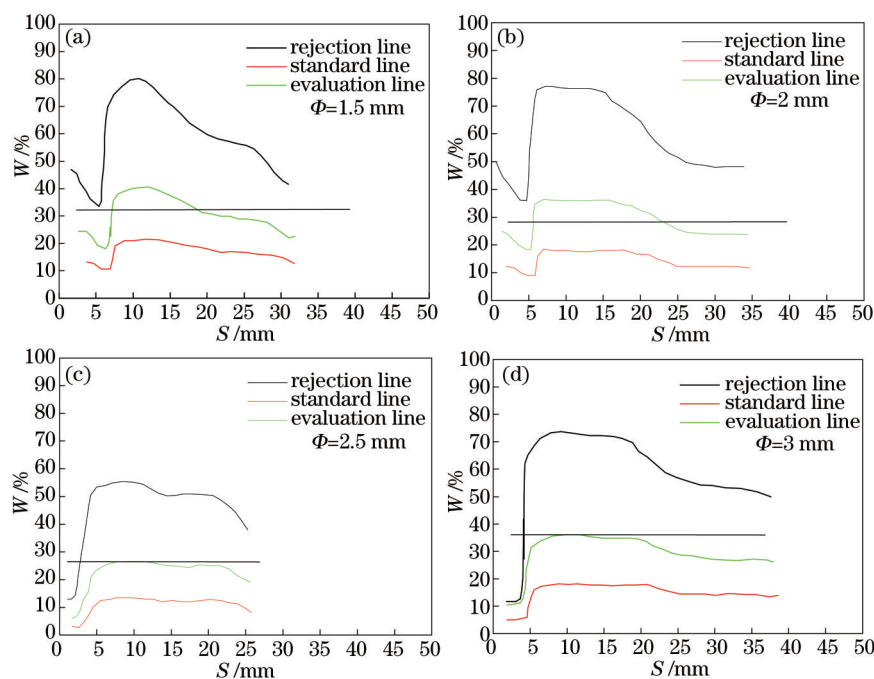 (a)
rejection line
standard line
evaluation line
Φ=1.5 mm
W/%
100
90
80
70
60
50
40
30
20
10
0
0 5 10 15 20 25 30 35 40 45 50
S/mm
(b)
rejection line
standard line
evaluation line
Φ=2 mm
W/%
100
90
80
70
60
50
40
30
20
10
0
0 5 10 15 20 25 30 35 40 45 50
S/mm
(c)
rejection line
standard line
evaluation line
Φ=2.5 mm
W/%
100
90
80
70
60
50
40
30
20
10
0
0 5 10 15 20 25 30 35 40 45 50
S/mm
(d)
rejection line
standard line
evaluation line
Φ=3 mm
W/%
100
90
80
70
60
50
40
30
20
10
0
0 5 10 15 20 25 30 35 40 45 50
S/mm